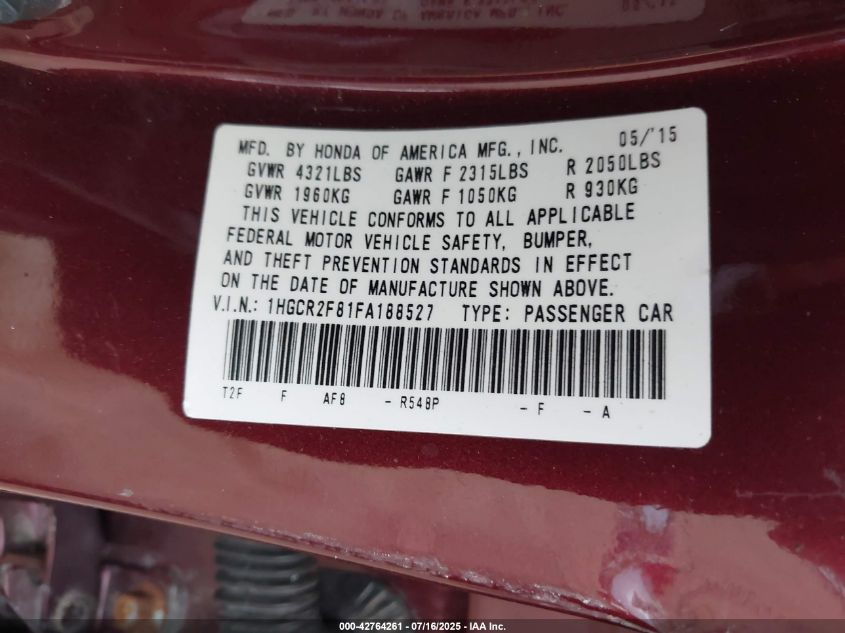 MFD. BY HONDA OF AMERICA MFG., INC. 05/'15
GVWR 4321LBS GAWR F 2315LBS R 2050LBS
GVWR 1960KG GAWR F 1050KG R 930KG
THIS VEHICLE CONFORMS TO ALL APPLICABLE
FEDERAL MOTOR VEHICLE SAFETY, BUMPER,
AND THEFT PREVENTION STANDARDS IN EFFECT
ON THE DATE OF MANUFACTURE SHOWN ABOVE.
V.I.N.: 1HGCR2F81FA188527 TYPE: PASSENGER CAR
T2F F AF8 - R548P - F - A
000-42764261 - 07/16/2025 - IAA Inc.